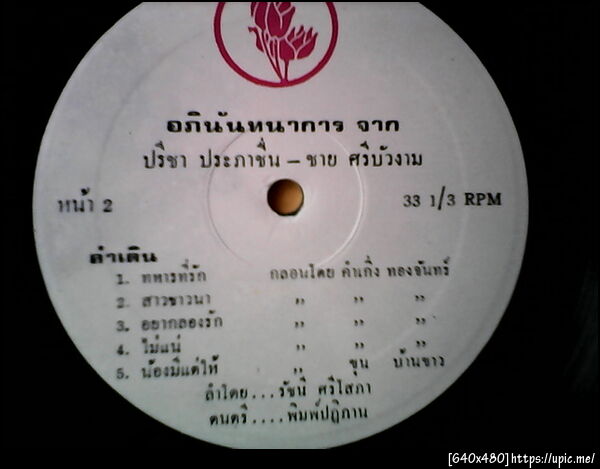 อภินันทนาการ จาก
ปรีชา ประภาชื่น – ชาย ศรีบัวงาม
หน้า 2 33 1/3 RPM
ลำเดิน
1. ทหารที่รัก กลอนโดย คำเกิ่ง ทองจันทร์
2. สาวชาวนา ,, ,, ,,
3. อยากลองรัก ,, ,, ,,
4. ไม่แน่ ,, ,, ,,
5. น้องมีแต่ให้ ,, ขุน บ้านขาว
ลำโดย...รัชนี ศรีโสภา
ดนตรี....พิมพ์ปฏิภาน
[640x480]https://upic.me/